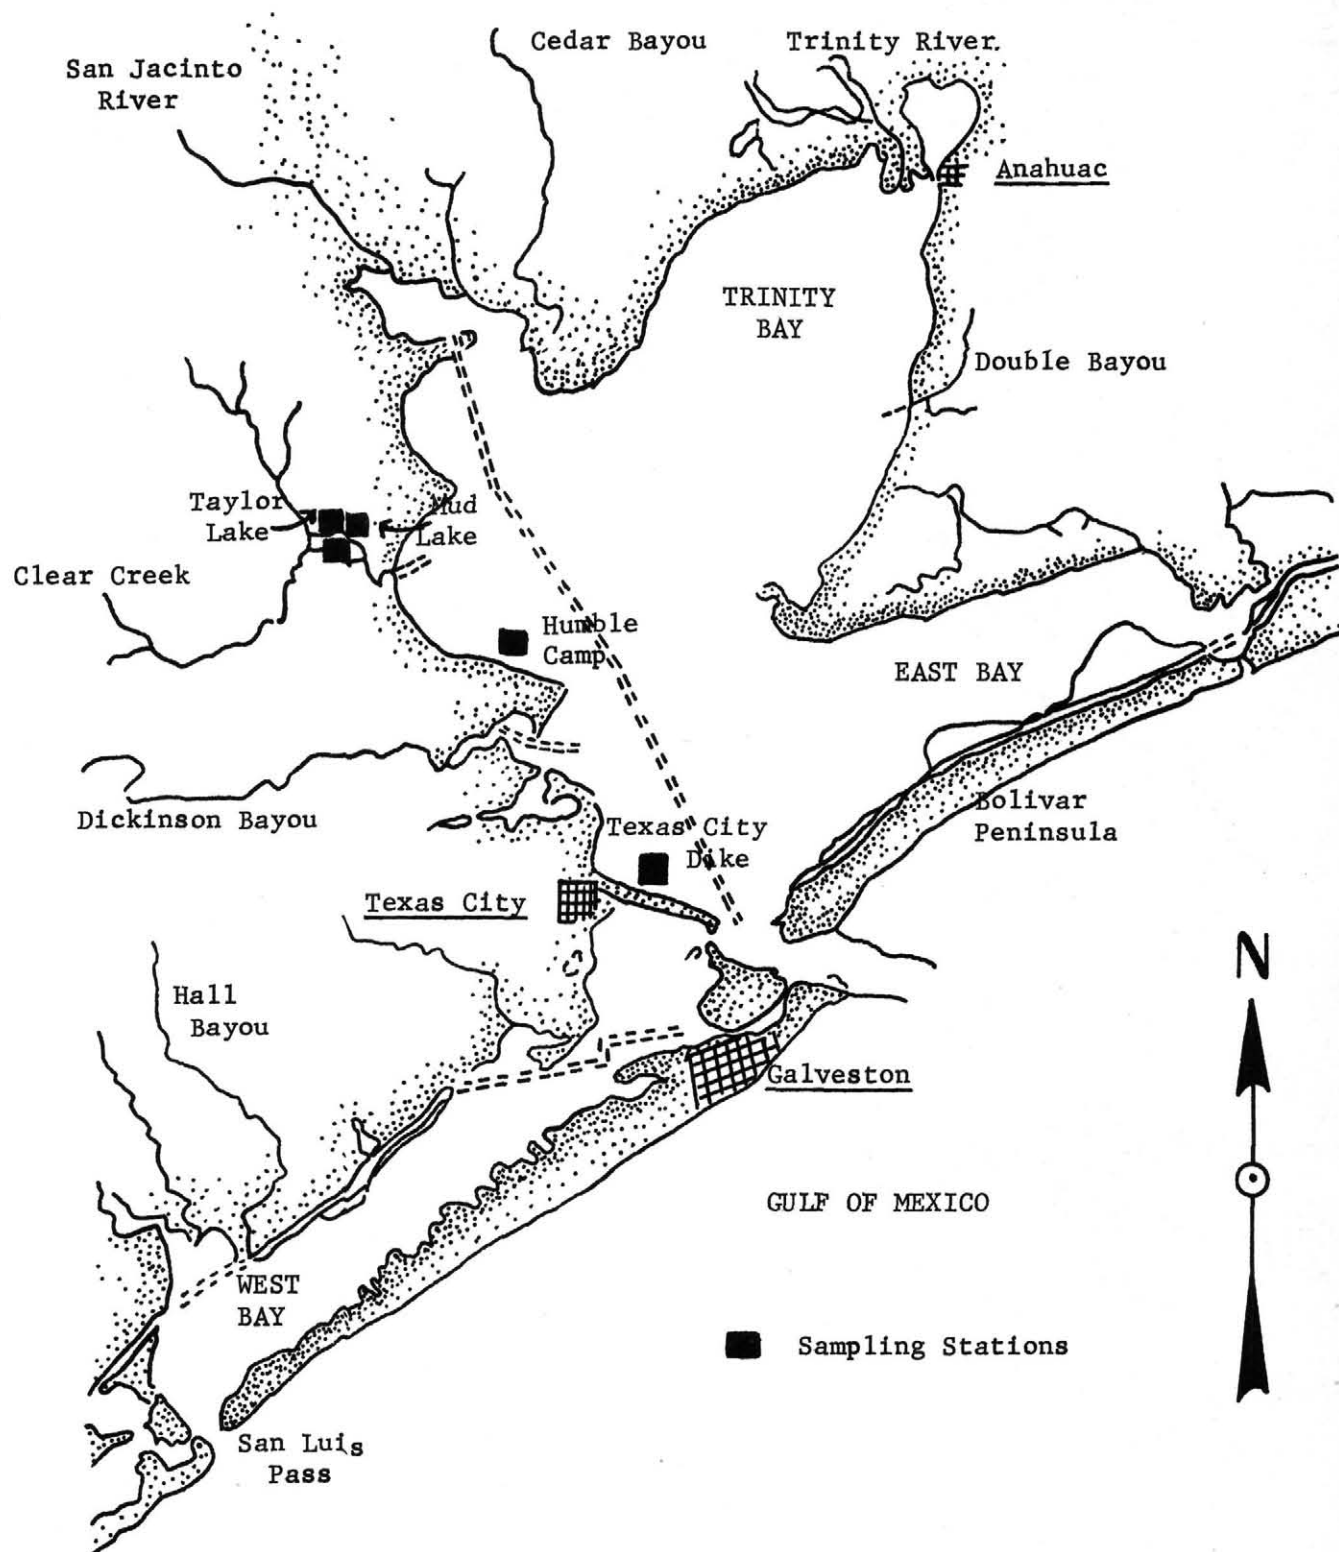 Cedar Bayou
Trinity River.
San Jacinto
River
Anahuac
TRINITY
BAY
Double Bayou
Taylor
Lake
Mud
Lake
Clear Creek
Humble
Camp
EAST BAY
Dickinson Bayou
Bolivar
Peninsula
Texas City
Dike
Texas City
N
Hall
Bayou
Galveston
GULF OF MEXICO
WEST
BAY
Sampling Stations
San Luis
Pass